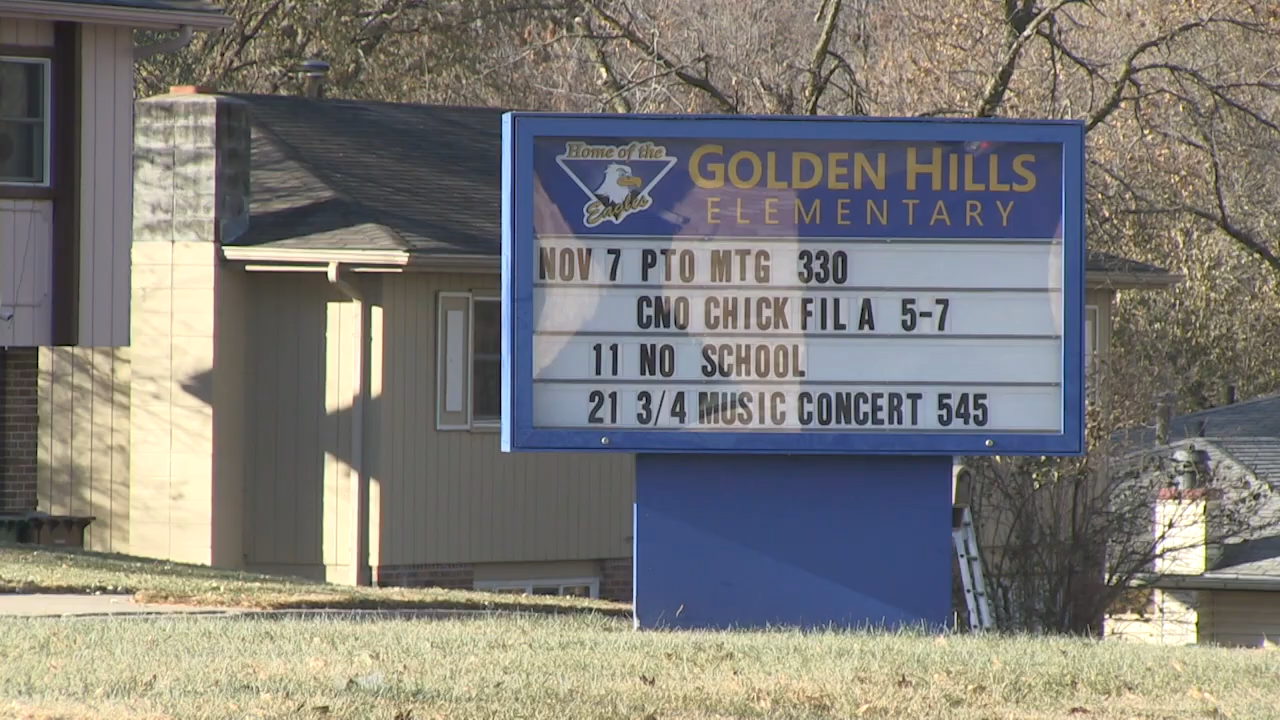 Home of the
Eagles
GOLDEN HILLS
ELEMENTARY
NOV 7 PTO MTG 330
CNO CHICK FIL A 5-7
11 NO SCHOOL
21 3/4 MUSIC CONCERT 545